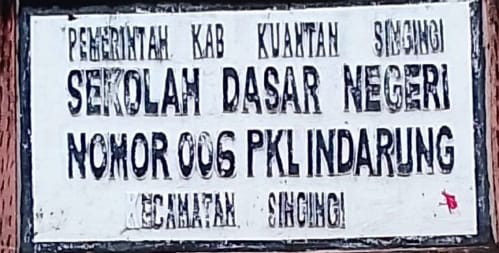 PEMERINTAH KAB KUANTAN SINGINGI
SEKOLAH DASAR NEGERI
NOMOR 006 PKL INDARUNG
KECAMATAN SINGINGI